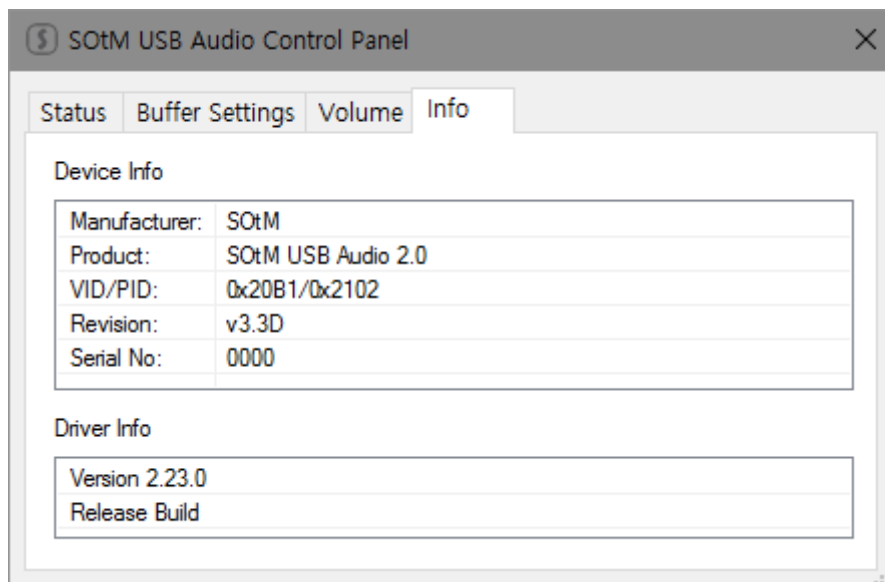 SOtM USB Audio Control Panel
Status Buffer Settings Volume Info
Device Info
Manufacturer: SOtM
Product: SOtM USB Audio 2.0
VID/PID: 0x20B1/0x2102
Revision: v3.3D
Serial No: 0000
Driver Info
Version 2.23.0
Release Build